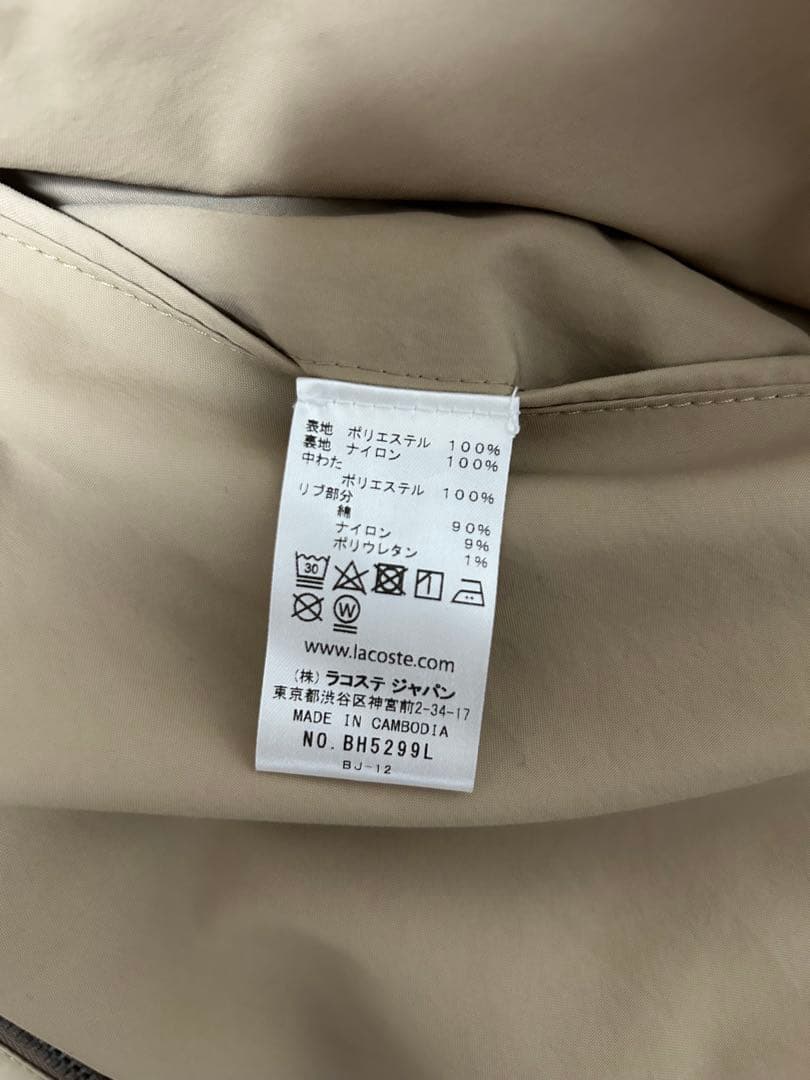 表地 ポリエステル 100%
裏地 ナイロン 100%
中わた
ポリエステル 100%
リブ部分
綿 90%
ナイロン 9%
ポリウレタン 1%
30
W
www.lacoste.com
(株) ラコステ ジャパン
東京都渋谷区神宮前2-34-17
MADE IN CAMBODIA
NO. BH5299L
BJ-12